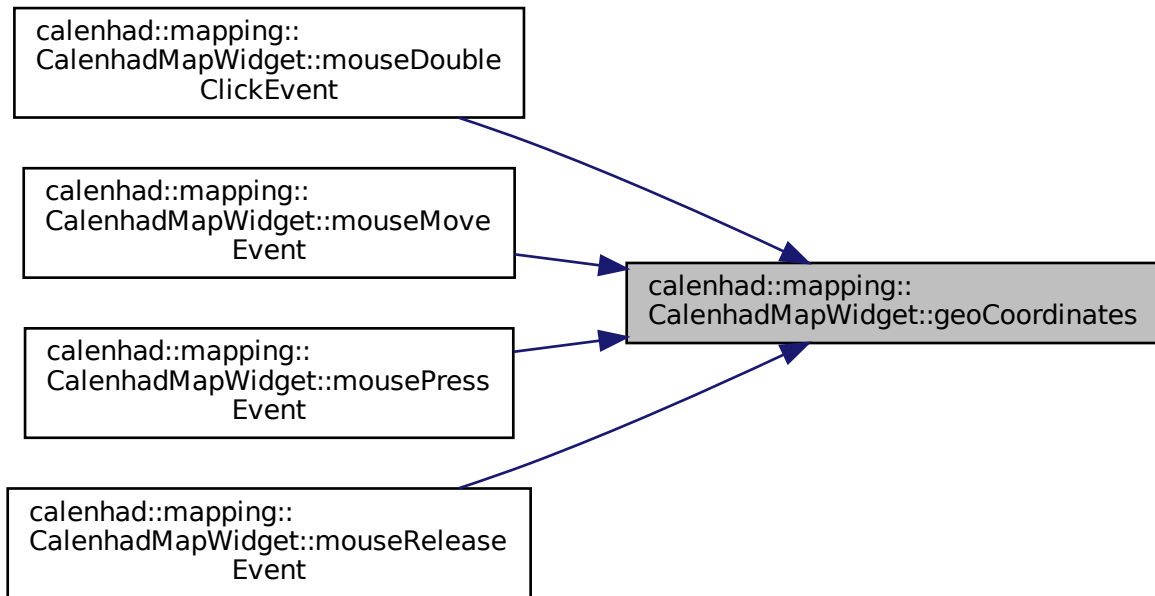 calenhad::mapping::
CalenhadMapWidget::mouseDouble
ClickEvent
calenhad::mapping::
CalenhadMapWidget::mouseMove
Event
calenhad::mapping::
CalenhadMapWidget::geoCoordinates
calenhad::mapping::
CalenhadMapWidget::mousePress
Event
calenhad::mapping::
CalenhadMapWidget::mouseRelease
Event